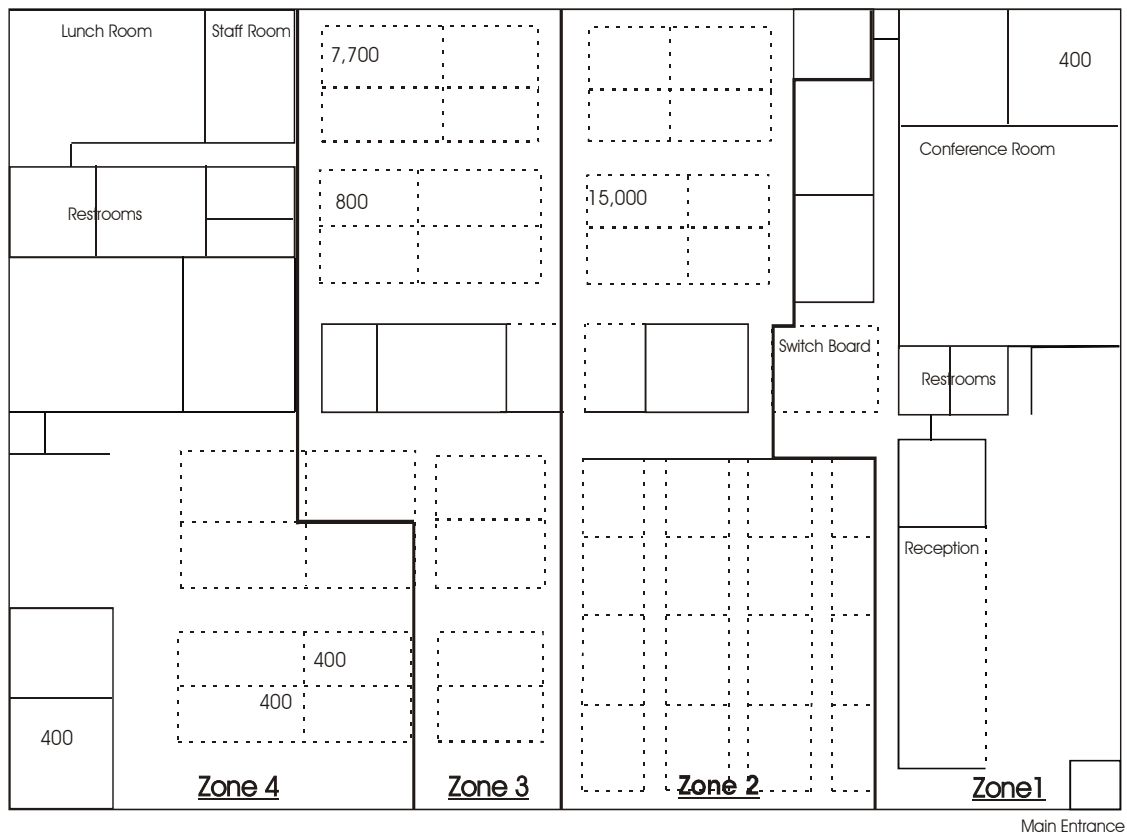 Lunch Room
Staff Room
7,700
400
Conference Room
Restrooms
800
15,000
Switch Board
Restrooms
Reception
400
400
400
Zone 4
Zone 3
Zone 2
Zone1
Main Entrance